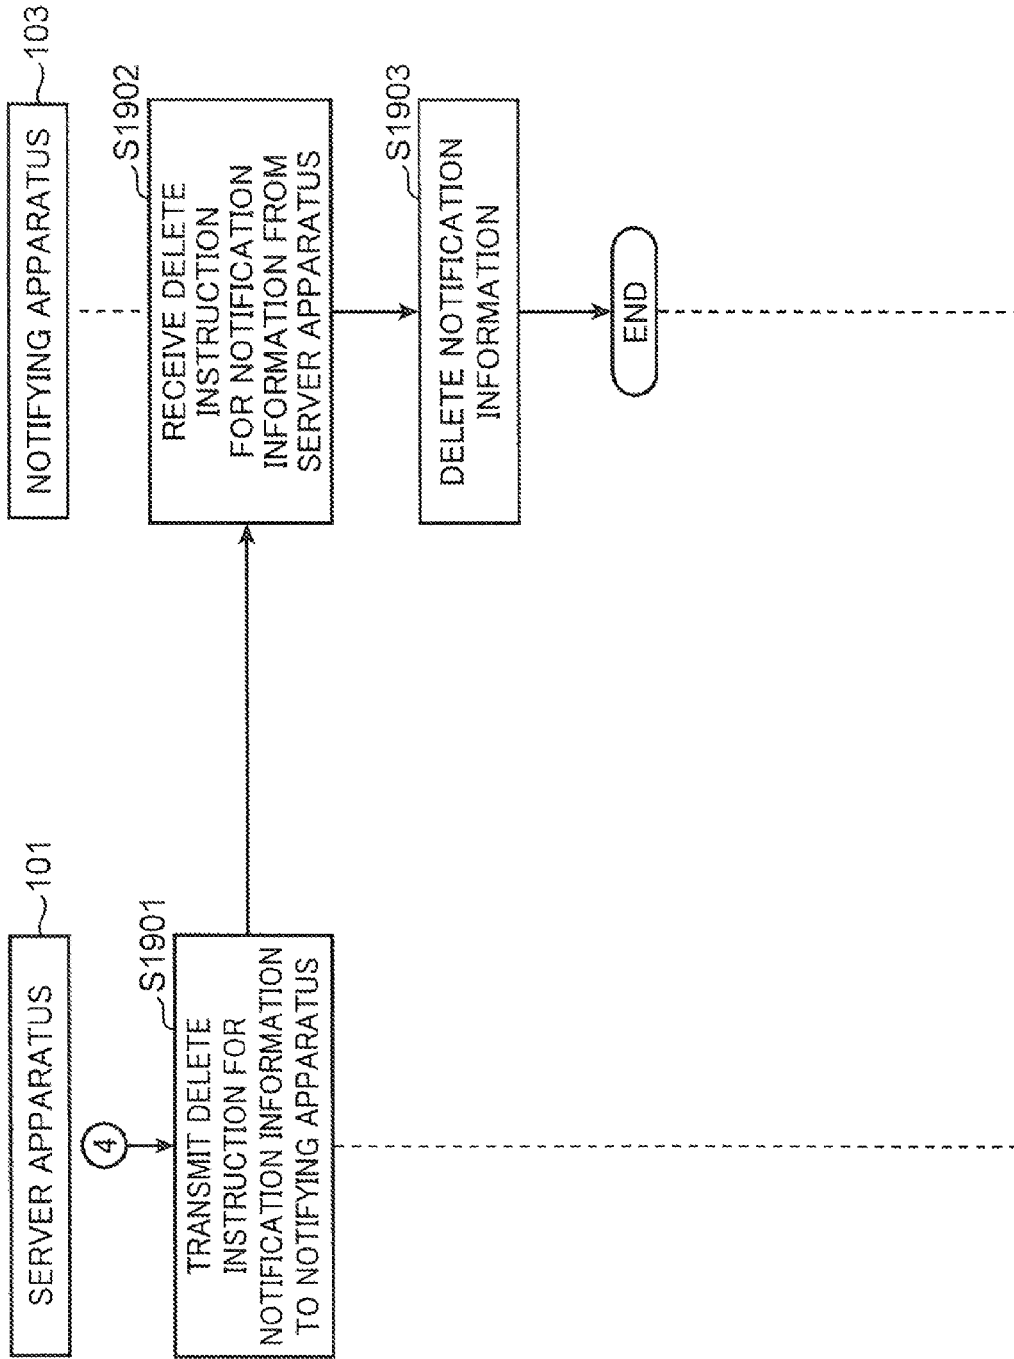 SERVER APPARATUS
101
4
S1901
TRANSMIT DELETE
INSTRUCTION FOR
NOTIFICATION INFORMATION
TO NOTIFYING APPARATUS
NOTIFYING APPARATUS
103
S1902
RECEIVE DELETE
INSTRUCTION
FOR NOTIFICATION
INFORMATION FROM
SERVER APPARATUS
S1903
DELETE NOTIFICATION
INFORMATION
END